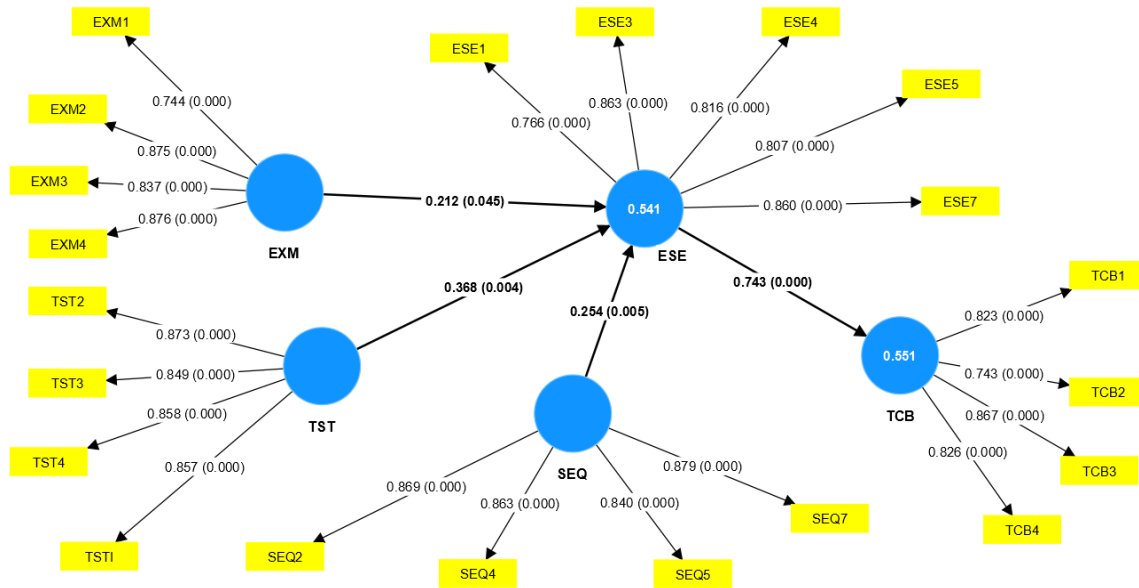 EXM1
ESE3
ESE4
ESE1
ESE5
EXM2
0.744 (0.000)
0.863 (0.000)
0.816 (0.000)
0.766 (0.000)
0.807 (0.000)
0.875 (0.000)
EXM3
0.837 (0.000)
0.876 (0.000)
EXM4
0.212 (0.045)
0.541
0.860 (0.000)
ESE7
EXM
ESE
TST2
0.368 (0.004)
0.743 (0.000)
TCB1
0.873 (0.000)
0.254 (0.005)
0.823 (0.000)
TST3
0.849 (0.000)
0.551
0.743 (0.000)
TCB2
0.858 (0.000)
TST
TCB
0.867 (0.000)
TST4
0.857 (0.000)
0.826 (0.000)
SEQ
0.879 (0.000)
TCB3
0.869 (0.000)
0.863 (0.000)
0.840 (0.000)
SEQ7
TCB4
TSTI
SEQ2
SEQ4
SEQ5